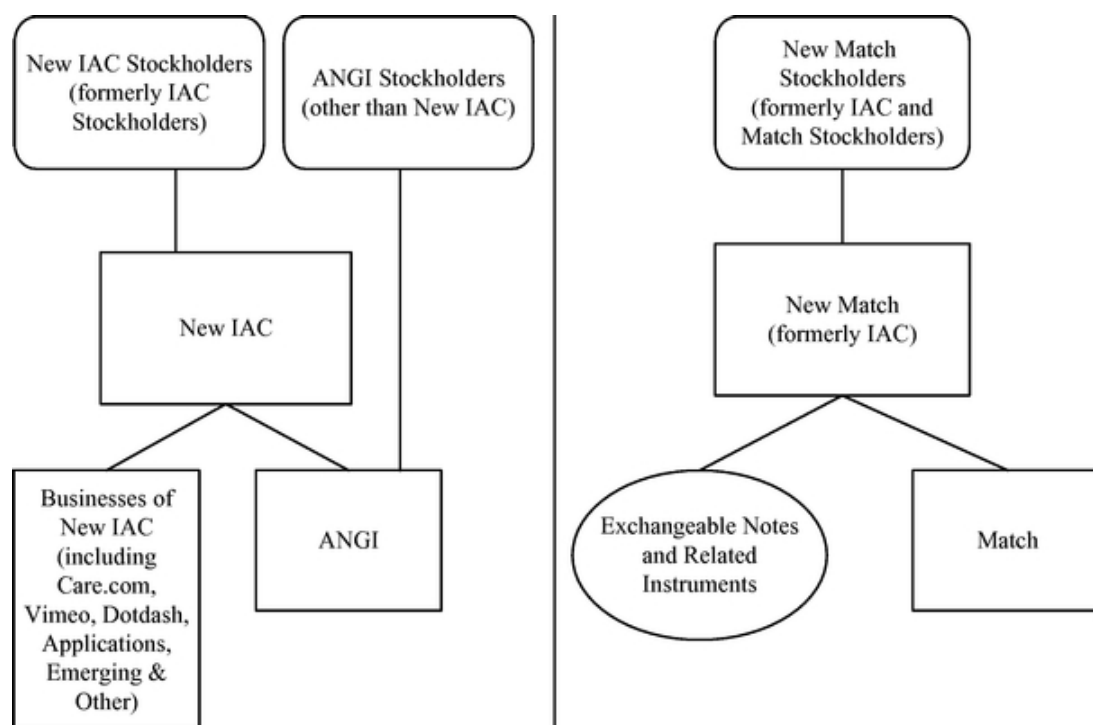 New IAC Stockholders
(formerly IAC
Stockholders)
ANGI Stockholders
(other than New IAC)
New IAC
Businesses of
New IAC
(including
Care.com,
Vimeo, Dotdash,
Applications,
Emerging &
Other)
ANGI
New Match
Stockholders
(formerly IAC and
Match Stockholders)
New Match
(formerly IAC)
Exchangeable Notes
and Related
Instruments
Match